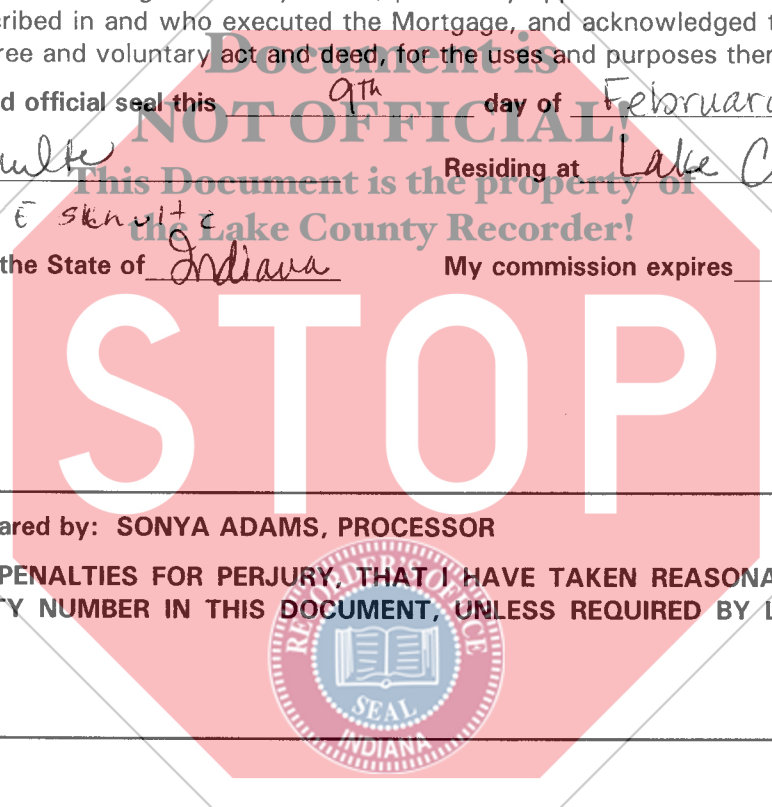 cribed in and who executed the Mortgage, and acknowledged t
ree and voluntary act and deed, for the uses and purposes ther
Document is
d official seal this 9th day of February
NOT OFFICIAL!
Residing at Lake C
This Document is the property of
E Skhultz
the Lake County Recorder!
the State of Indiana My commission expires
STOP
ared by: SONYA ADAMS, PROCESSOR
PENALTIES FOR PERJURY, THAT I HAVE TAKEN REASONA
TY NUMBER IN THIS DOCUMENT, UNLESS REQUIRED BY L
RECORDER'S OFFICE
SEAL
INDIANA